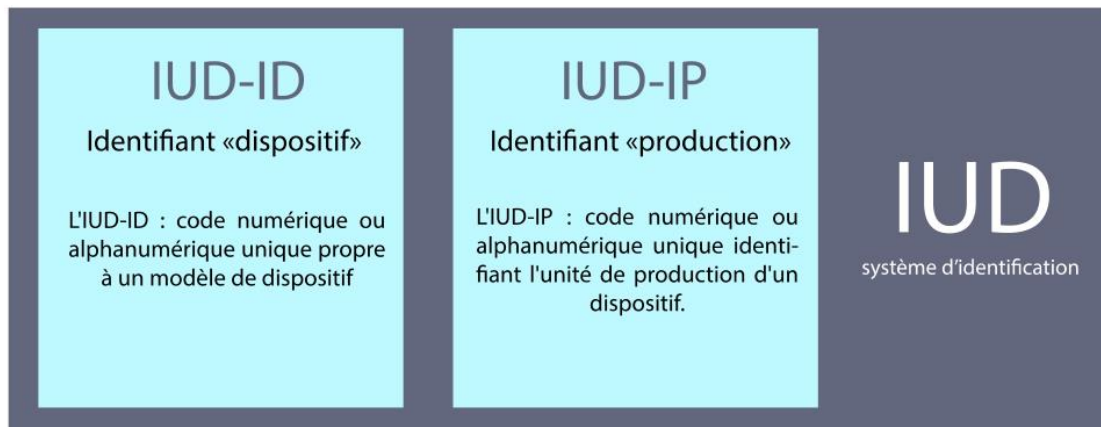 IUD-ID
Identifiant «dispositif»
L'IUD-ID : code numérique ou
alphanumérique unique propre
à un modèle de dispositif
IUD-IP
Identifiant «production»
L'IUD-IP : code numérique ou
alphanumérique unique identi-
fiant l'unité de production d'un
dispositif.
IUD
système d'identification